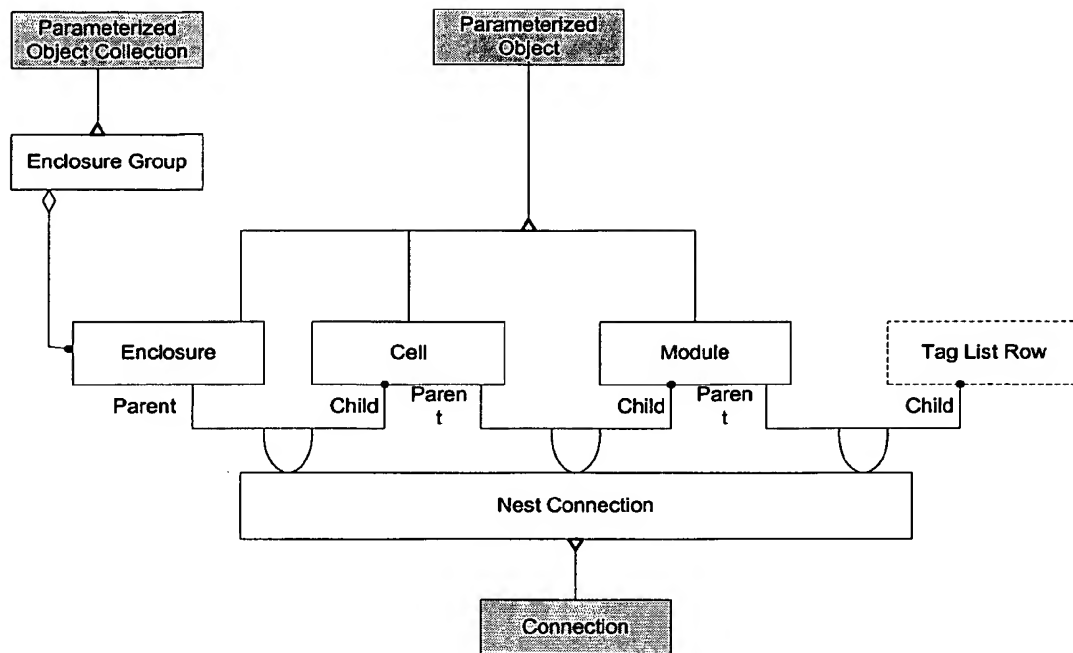 Parameterized
Object Collection
Parameterized
Object
Enclosure Group
Enclosure
Cell
Module
Tag List Row
Parent
Child
Paren
t
Child
Paren
t
Child
Nest Connection
Connection